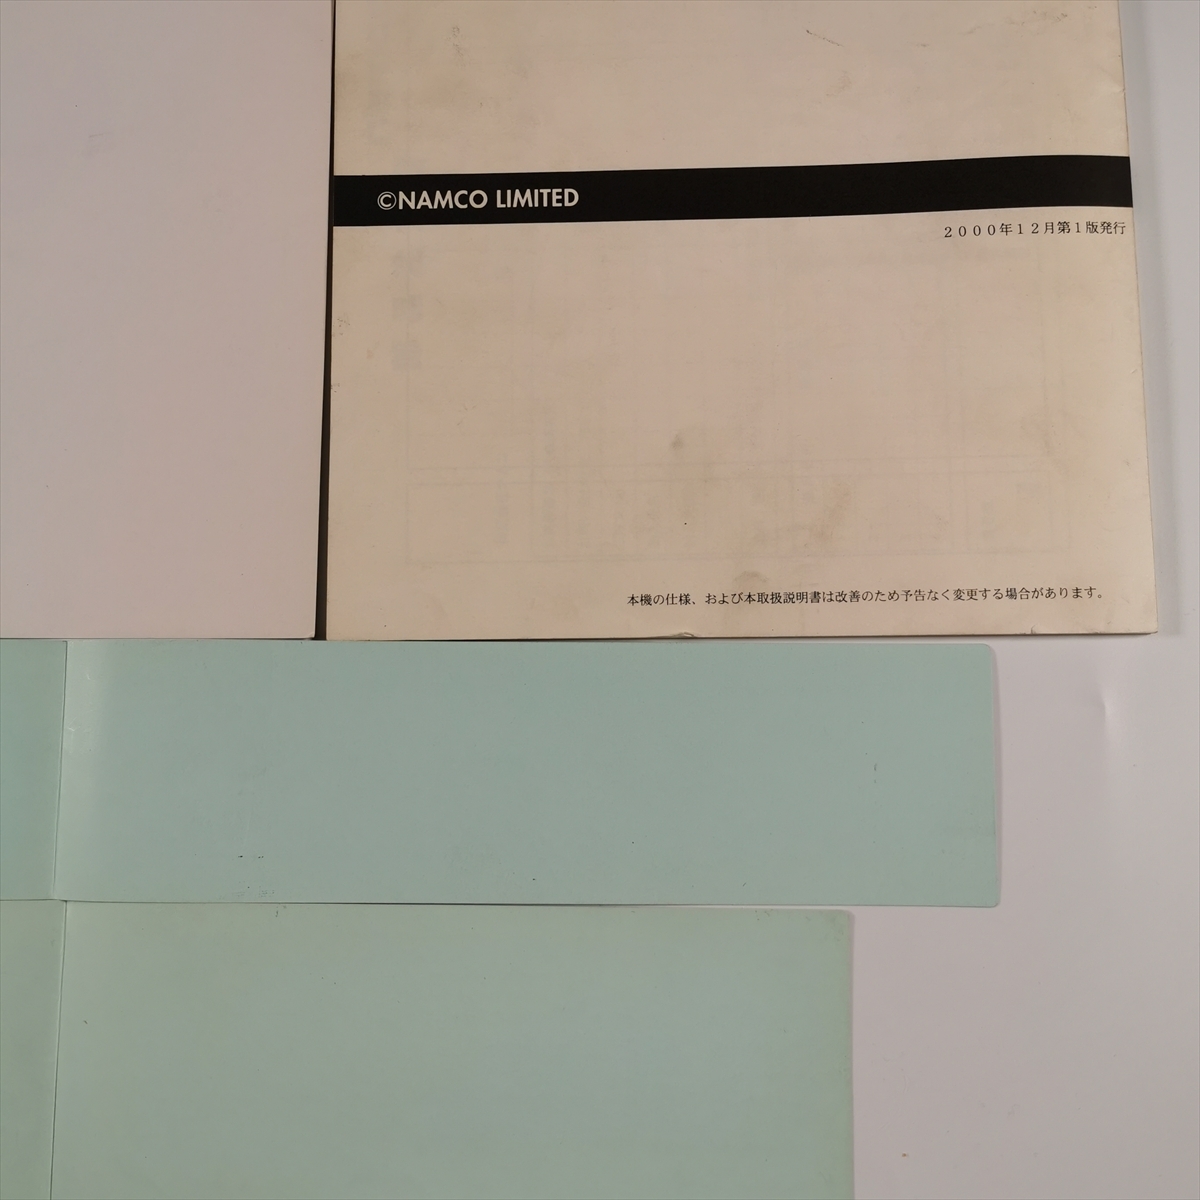 ©NAMCO LIMITED
２０００年１２月第１版発行
本機の仕様、および本取扱説明書は改善のため予告なく変更する場合があります。